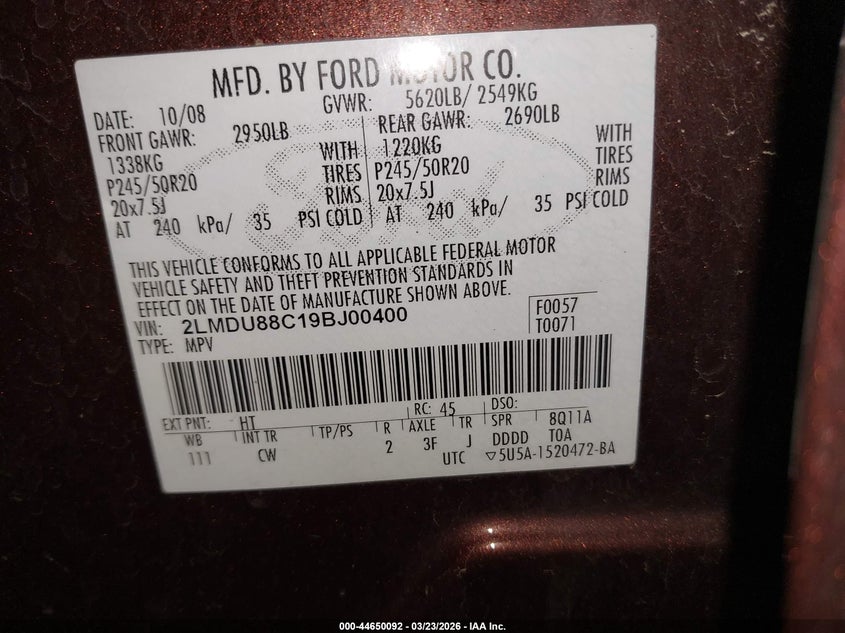 MFD. BY FORD MOTOR CO.
DATE: 10/08 GVWR: 5620LB/ 2549KG
FRONT GAWR: 2950LB REAR GAWR: 2690LB
1338KG WITH 1220KG WITH
P245/50R20 TIRES P245/50R20 TIRES
20x7.5J RIMS 20x7.5J RIMS
AT 240 kPa/ 35 PSI COLD AT 240 kPa/ 35 PSI COLD
THIS VEHICLE CONFORMS TO ALL APPLICABLE FEDERAL MOTOR
VEHICLE SAFETY AND THEFT PREVENTION STANDARDS IN
EFFECT ON THE DATE OF MANUFACTURE SHOWN ABOVE.
VIN: 2LMDU88C19BJ00400 F0057
TYPE: MPV T0071
EXT PNT: HT RC: 45 DSO:
WB INT TR TP/PS R AXLE TR SPR 8Q11A
111 CW 2 3F J DDDD TOA
UTC ▽5U5A-1520472-BA
000-44650092 - 03/23/2026 - IAA Inc.